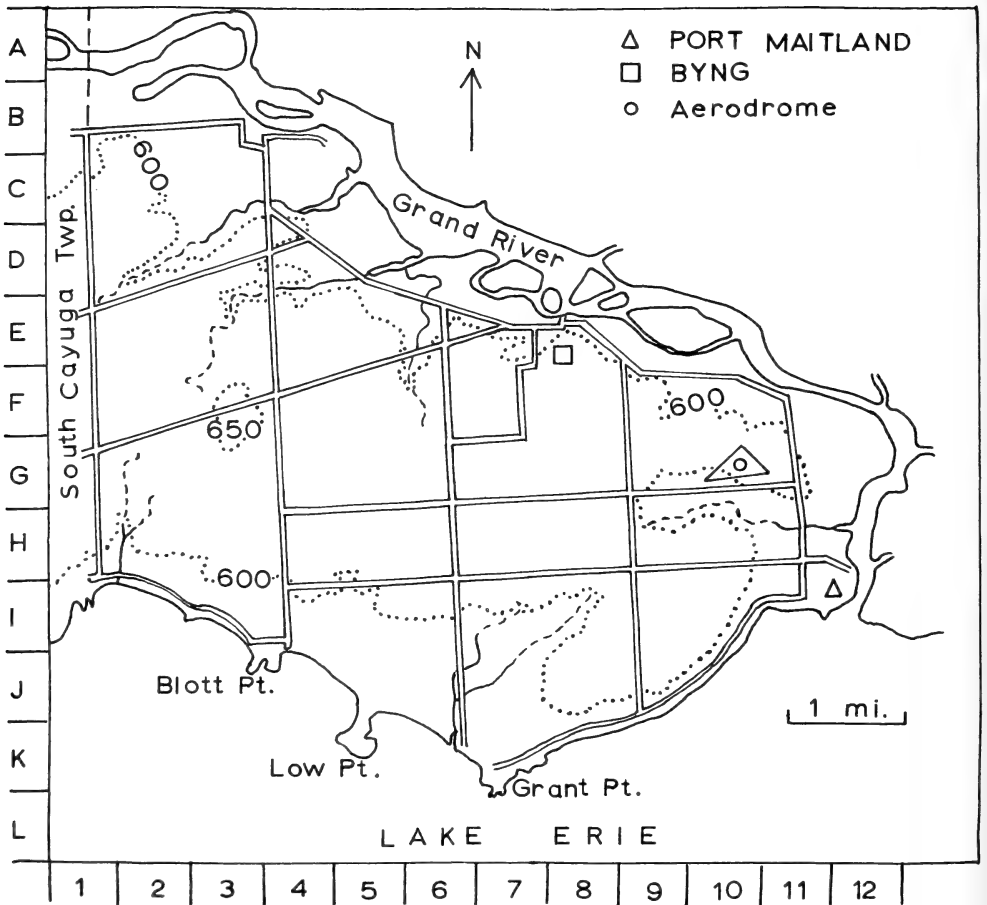 A
B
C
D
E
F
G
H
I
J
K
L
N
PORT MAITLAND
BYNG
Aerodrome
600
South Cayuga Twp.
Grand River
650
600
600
Blott Pt.
Low Pt.
Grant Pt.
1 mi.
LAKE ERIE
1 2 3 4 5 6 7 8 9 10 11 12